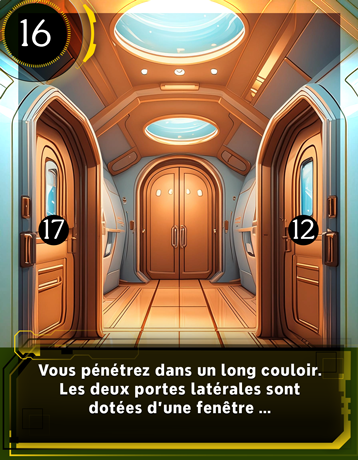 16
17
12
Vous pénétrez dans un long couloir.
Les deux portes latérales sont
dotées d'une fenêtre ...